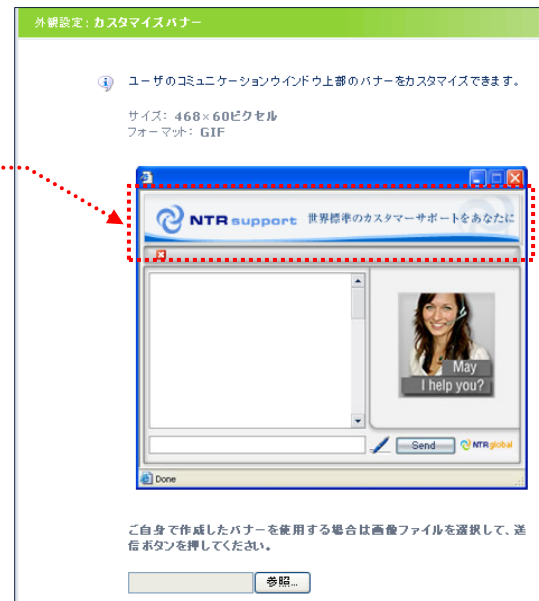 外観設定：カスタマイズバナー
ユーザのコミュニケーションウインドウ上部のバナーをカスタマイズできます。
サイズ： 468×60ピクセル
フォーマット： GIF
NTRsupport 世界標準のカスタマーサポートをあなたに
May
I help you?
Send NTRglobal
Done
ご自身で作成したバナーを使用する場合は画像ファイルを選択して、送
信ボタンを押してください。
参照...